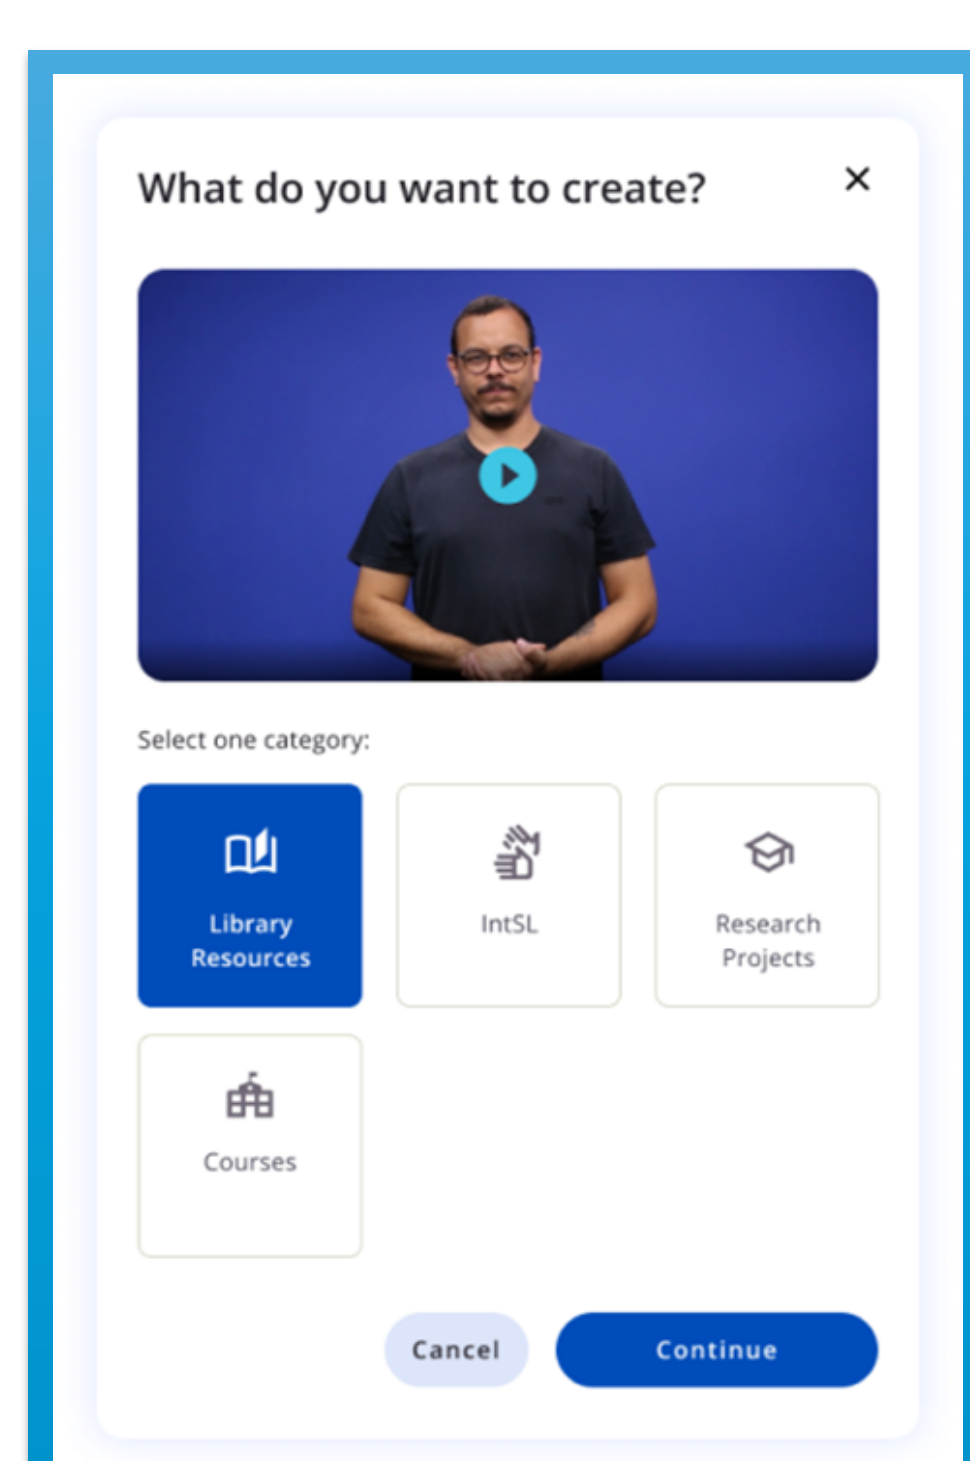 What do you want to create?
Select one category:
Library
Resources
IntSL
Research
Projects
Courses
Cancel
Continue